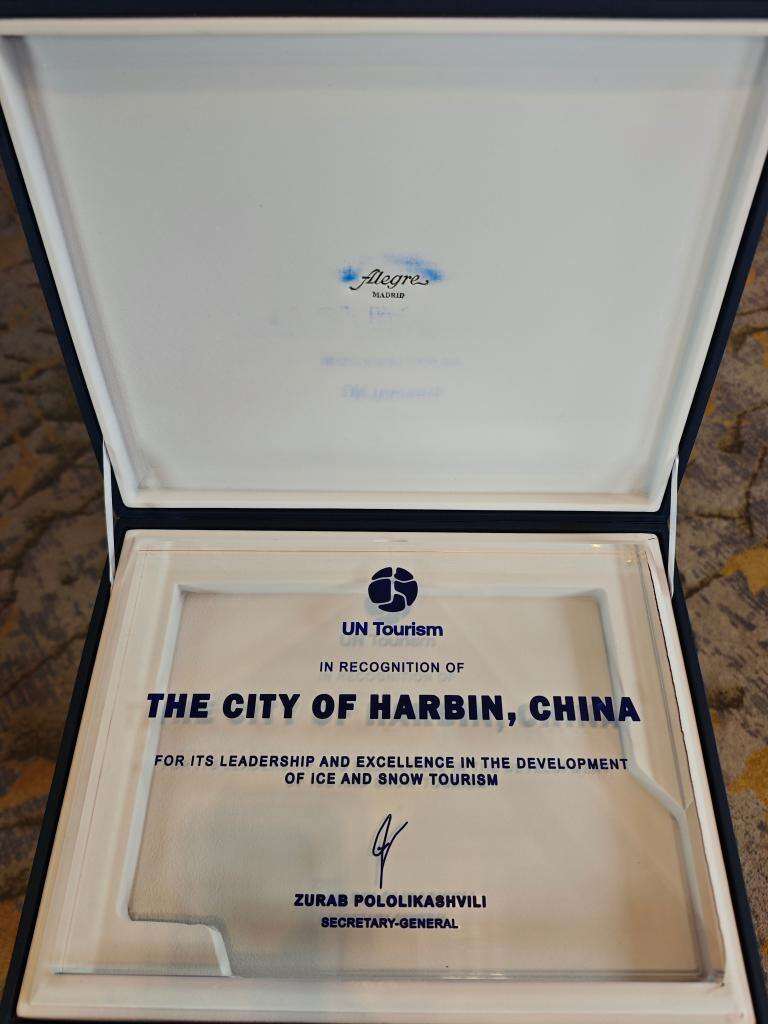 Alegre
MADRID
UN Tourism
IN RECOGNITION OF
THE CITY OF HARBIN, CHINA
FOR ITS LEADERSHIP AND EXCELLENCE IN THE DEVELOPMENT
OF ICE AND SNOW TOURISM
ZURAB POLOLIKASHVILI
SECRETARY-GENERAL